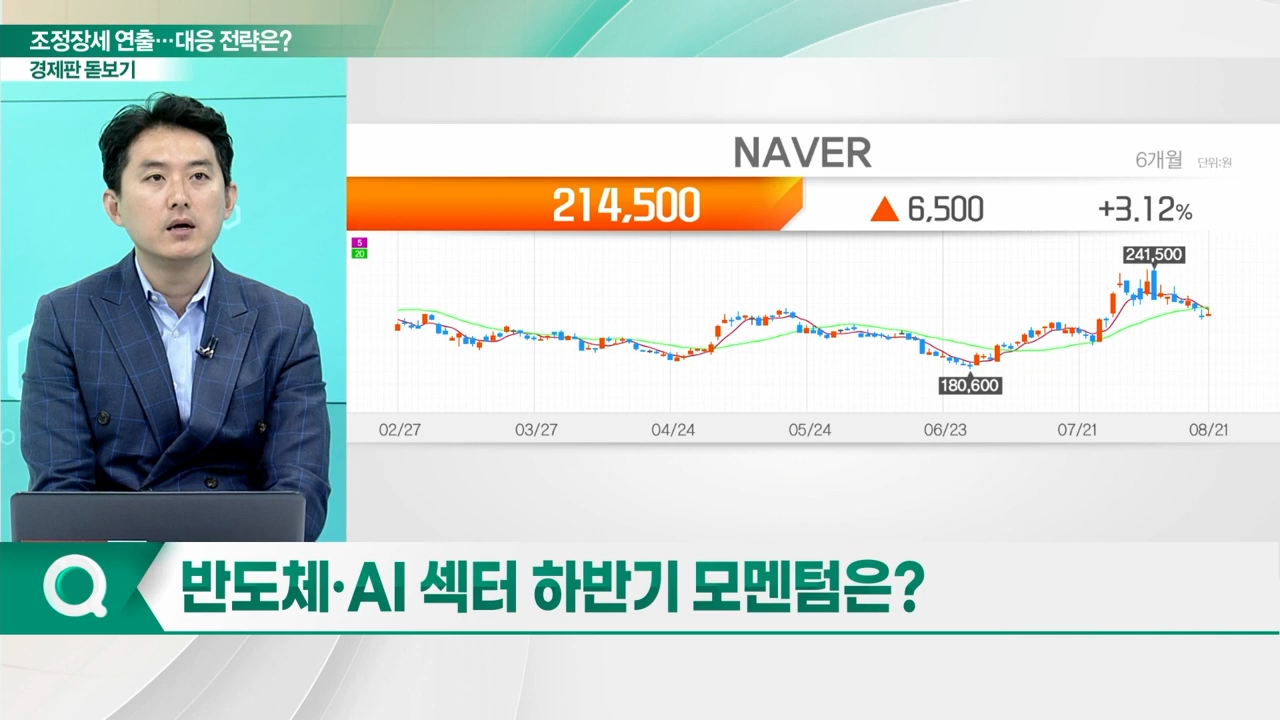 조정장세 연출…대응 전략은?
경제판 돋보기
NAVER
6개월 단위:원
214,500 ▲ 6,500 +3.12%
5
20
241,500
180,600
02/27 03/27 04/24 05/24 06/23 07/21 08/21
Q 반도체·AI 섹터 하반기 모멘텀은?